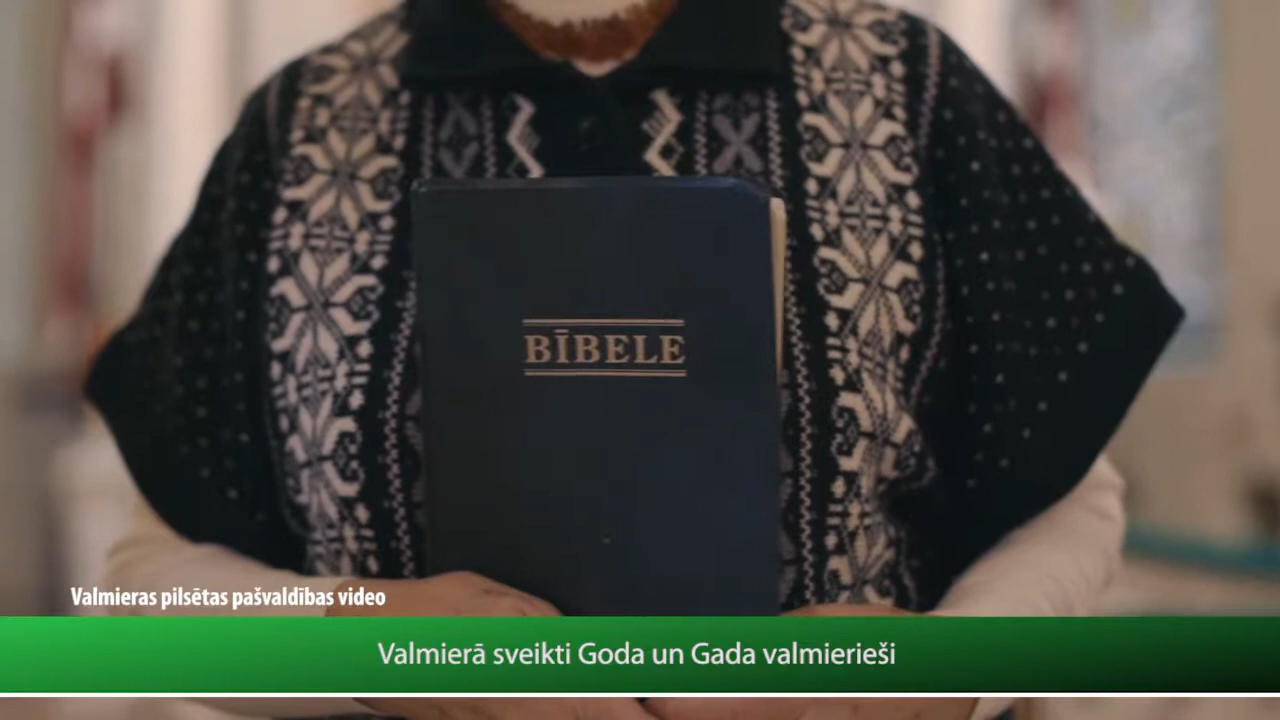 BĪBELE
Valmieras pilsētas pašvaldības video
Valmierā sveikti Goda un Gada valmierieši